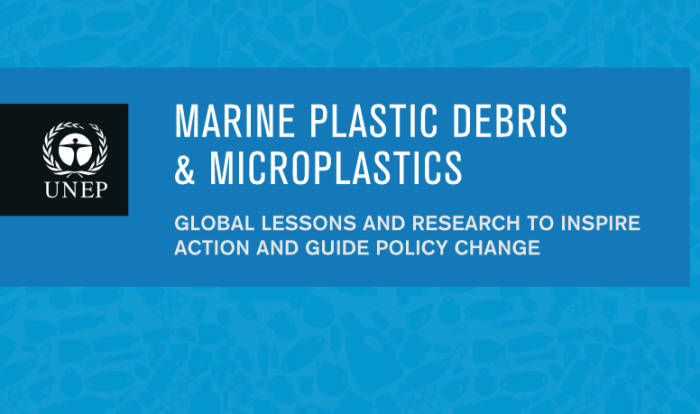 UNEP
MARINE PLASTIC DEBRIS
& MICROPLASTICS
GLOBAL LESSONS AND RESEARCH TO INSPIRE
ACTION AND GUIDE POLICY CHANGE